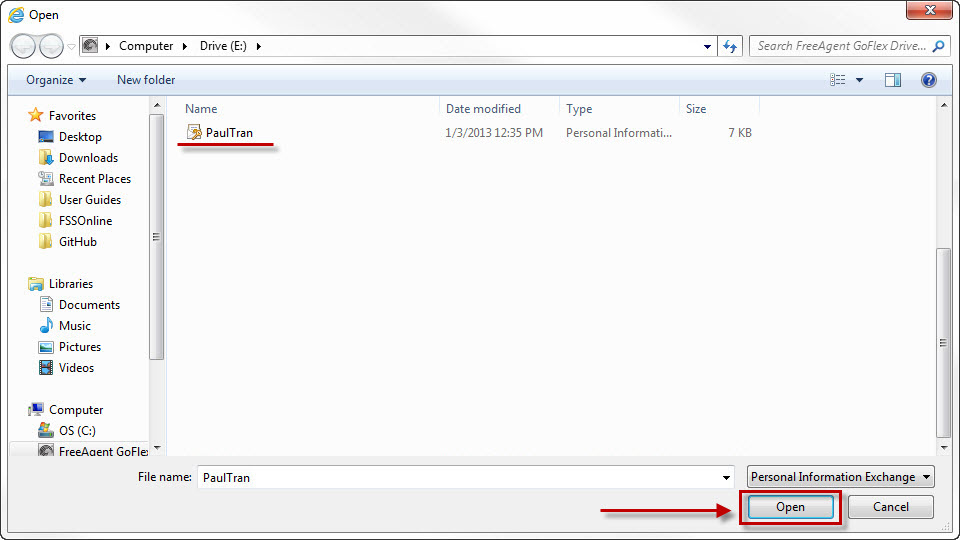 Open
Computer Drive (E:)
Search FreeAgent GoFlex Drive...
Organize New folder
Name Date modified Type Size
PaulTran 1/3/2013 12:35 PM Personal Informati... 7 KB
Favorites
Desktop
Downloads
Recent Places
User Guides
FSSOnline
GitHub
Libraries
Documents
Music
Pictures
Videos
Computer
OS (C:)
FreeAgent GoFlex
File name: PaulTran Personal Information Exchange
Open Cancel